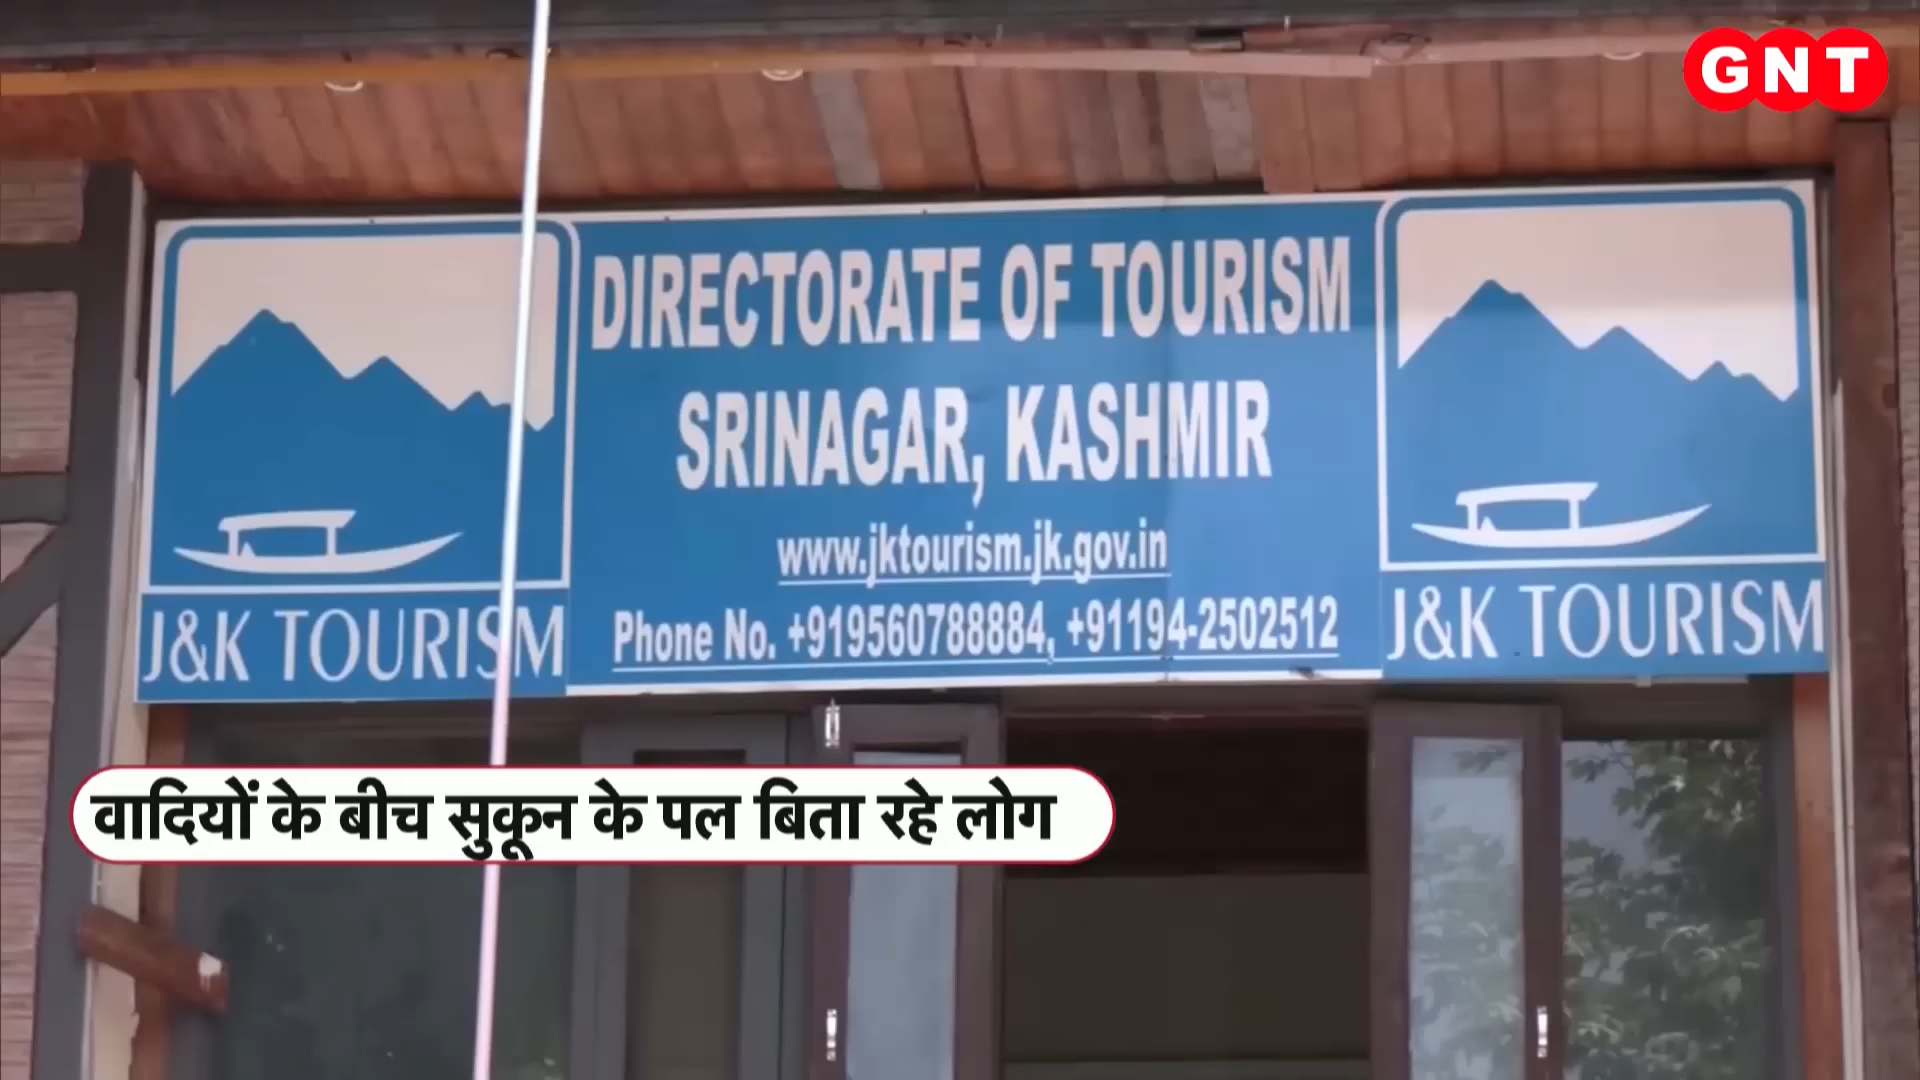 GNT
DIRECTORATE OF TOURISM
SRINAGAR, KASHMIR
www.jktourism.jk.gov.in
Phone No. +919560788884, +91194-2502512
J&K TOURISM
J&K TOURISM
वादियों के बीच सुकून के पल बिता रहे लोग